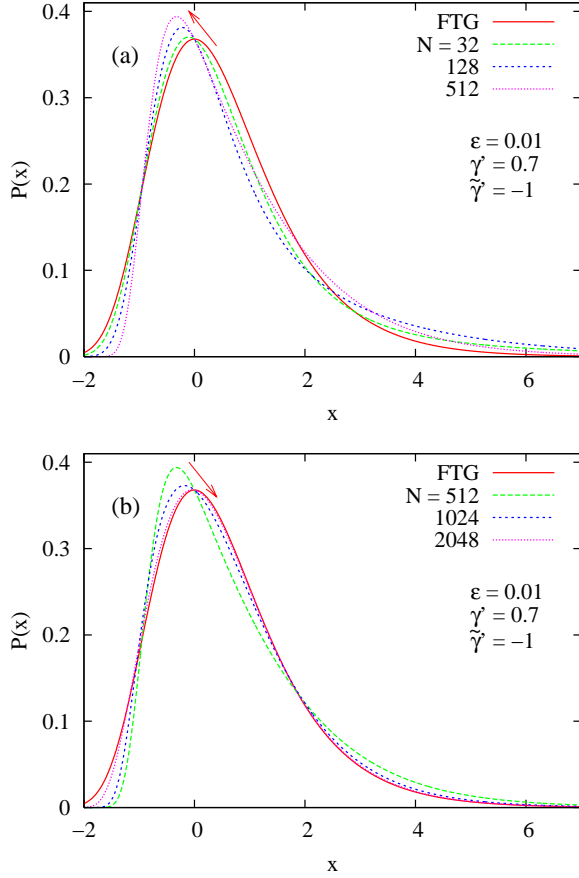 0.4
(a)
FTG
N = 32
128
512
0.3
ε = 0.01
γ' = 0.7
γ̃' = −1
P(x)
0.2
0.1
0
−2 0 2 4 6
x
0.4
(b)
FTG
N = 512
1024
2048
0.3
ε = 0.01
γ' = 0.7
γ̃' = −1
P(x)
0.2
0.1
0
−2 0 2 4 6
x